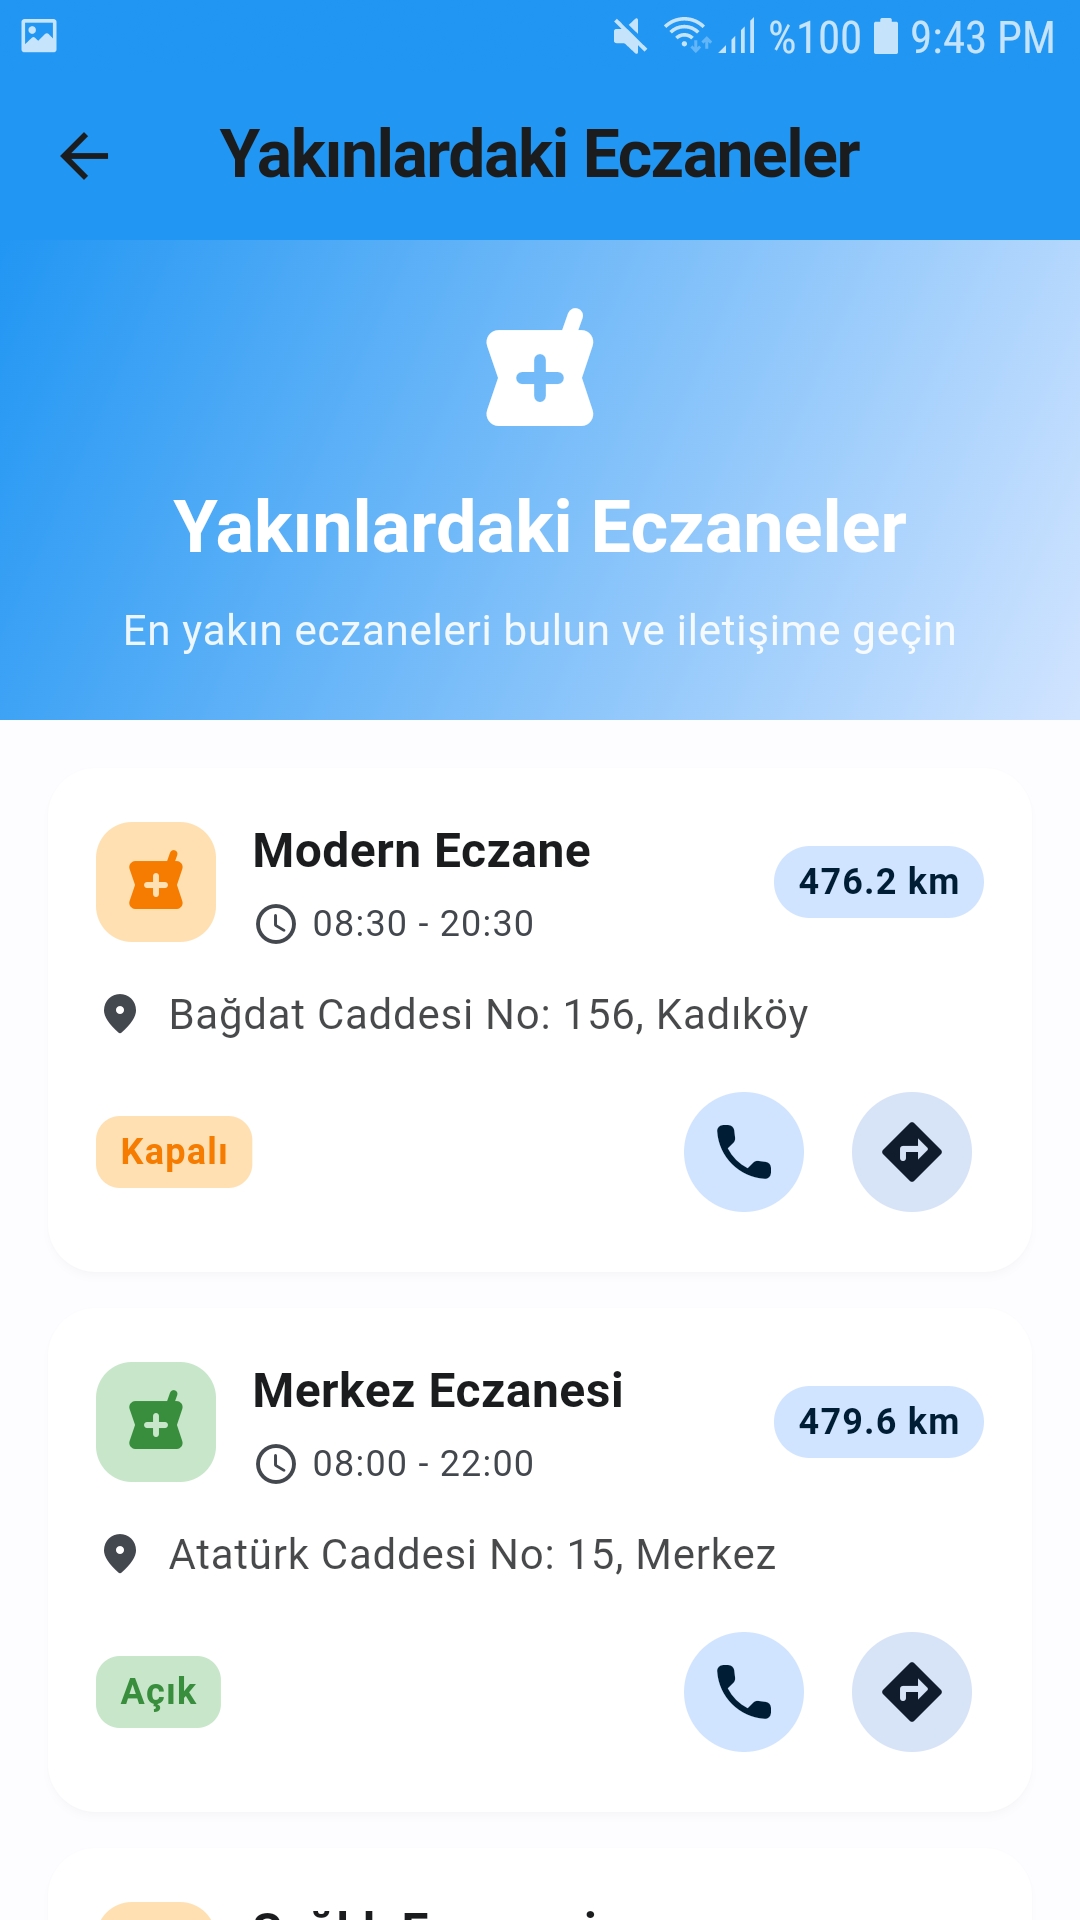 %100 9:43 PM
Yakınlardaki Eczaneler
Yakınlardaki Eczaneler
En yakın eczaneleri bulun ve iletişime geçin
Modern Eczane
476.2 km
08:30 - 20:30
Bağdat Caddesi No: 156, Kadıköy
Kapalı
Merkez Eczanesi
479.6 km
08:00 - 22:00
Atatürk Caddesi No: 15, Merkez
Açık